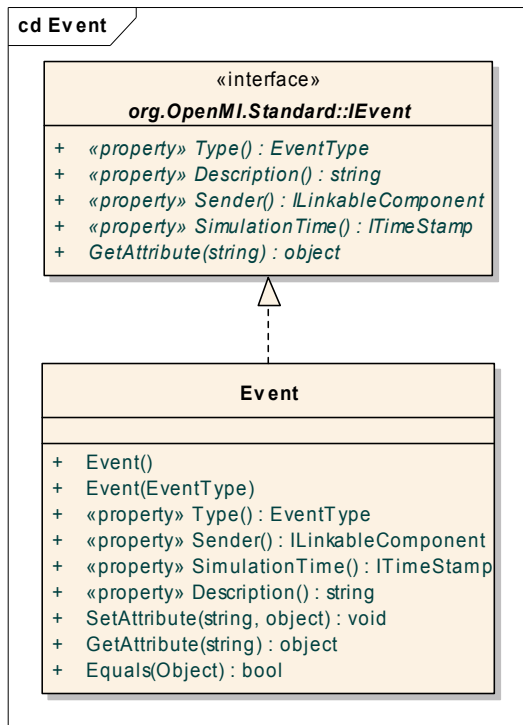 cd Event
«interface»
org.OpenMI.Standard::IEvent
+ «property» Type() : EventType
+ «property» Description() : string
+ «property» Sender() : ILinkableComponent
+ «property» SimulationTime() : ITimeStamp
+ GetAttribute(string) : object
Event
+ Event()
+ Event(EventType)
+ «property» Type() : EventType
+ «property» Sender() : ILinkableComponent
+ «property» SimulationTime() : ITimeStamp
+ «property» Description() : string
+ SetAttribute(string, object) : void
+ GetAttribute(string) : object
+ Equals(Object) : bool